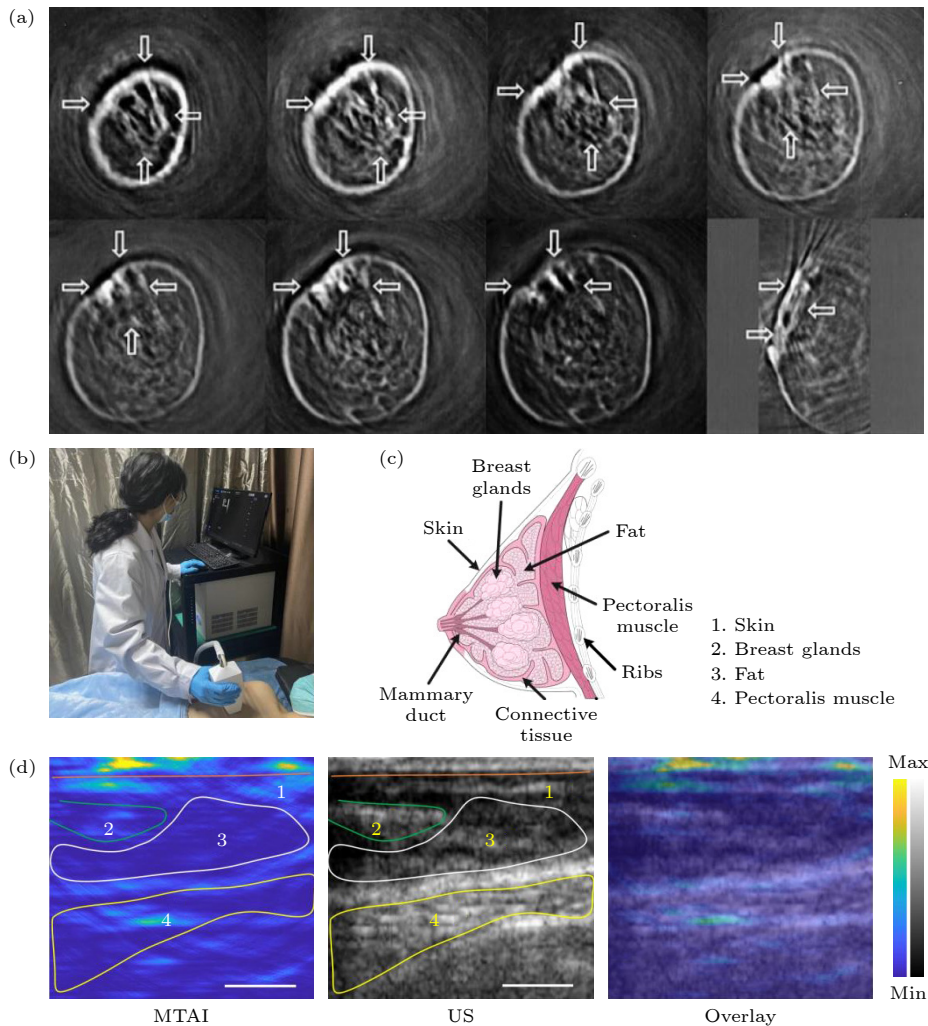 (a)
(b)
(c)
Breast
glands
Skin
Fat
Pectoralis
muscle
Ribs
Mammary
duct
Connective
tissue
1. Skin
2. Breast glands
3. Fat
4. Pectoralis muscle
(d)
1
2
3
4
1
2
3
4
Max
Min
MTAI
US
Overlay